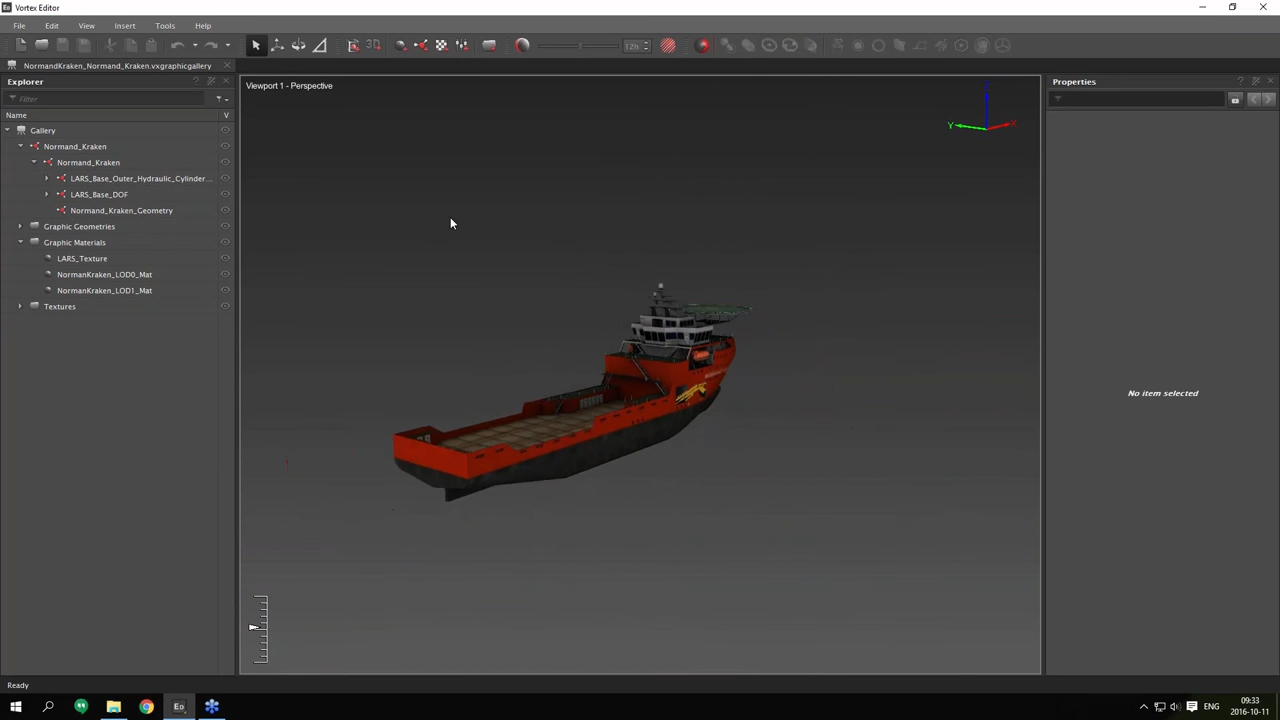 Vortex Editor
File Edit View Insert Tools Help
12h
NormandKraken_Normand_Kraken.vxgraphicgallery
Explorer
Filter
Name V
Gallery
Normand_Kraken
Normand_Kraken
LARS_Base_Outer_Hydraulic_Cylinder...
LARS_Base_DOF
Normand_Kraken_Geometry
Graphic Geometries
Graphic Materials
LARS_Texture
NormanKraken_LOD0_Mat
NormanKraken_LOD1_Mat
Textures
Viewport 1 - Perspective
Y X
Properties
No item selected
Ready
ENG
09:33
2016-10-11